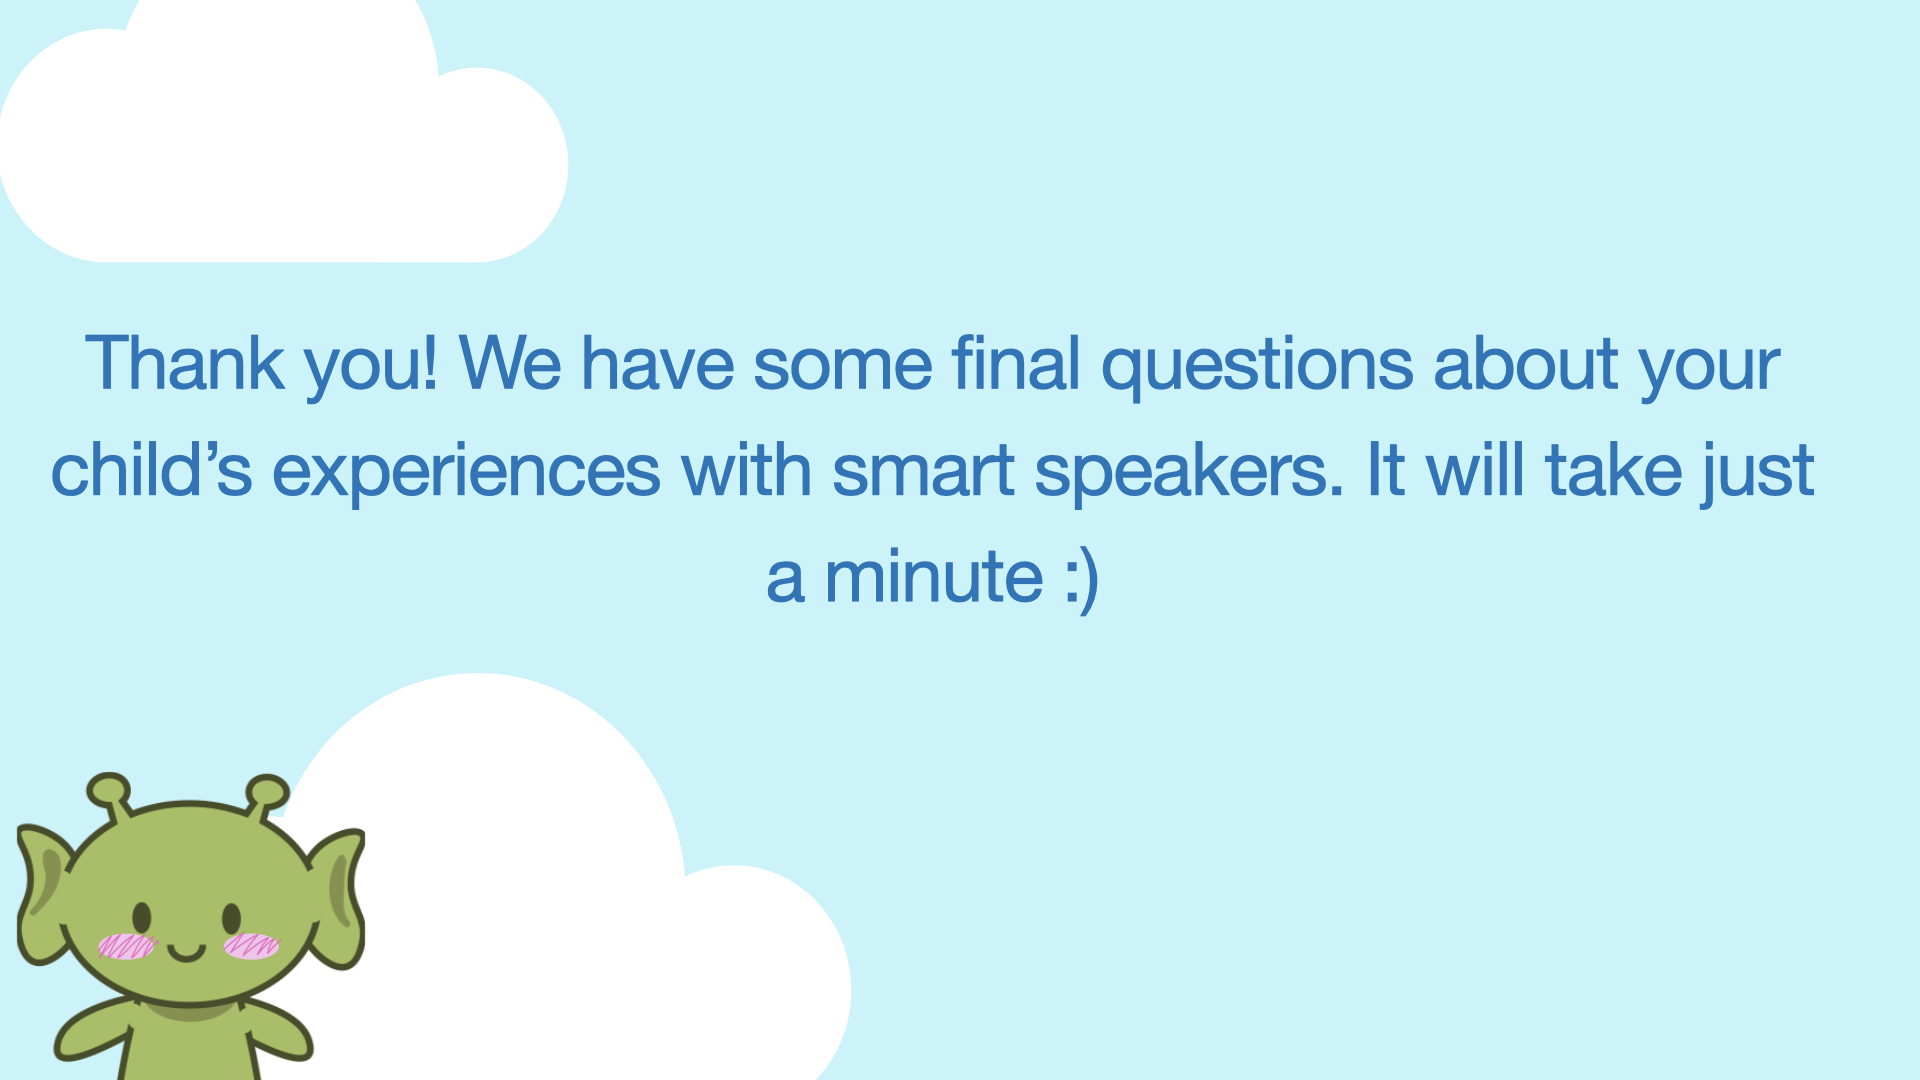 Thank you! We have some final questions about your
child’s experiences with smart speakers. It will take just
a minute :)